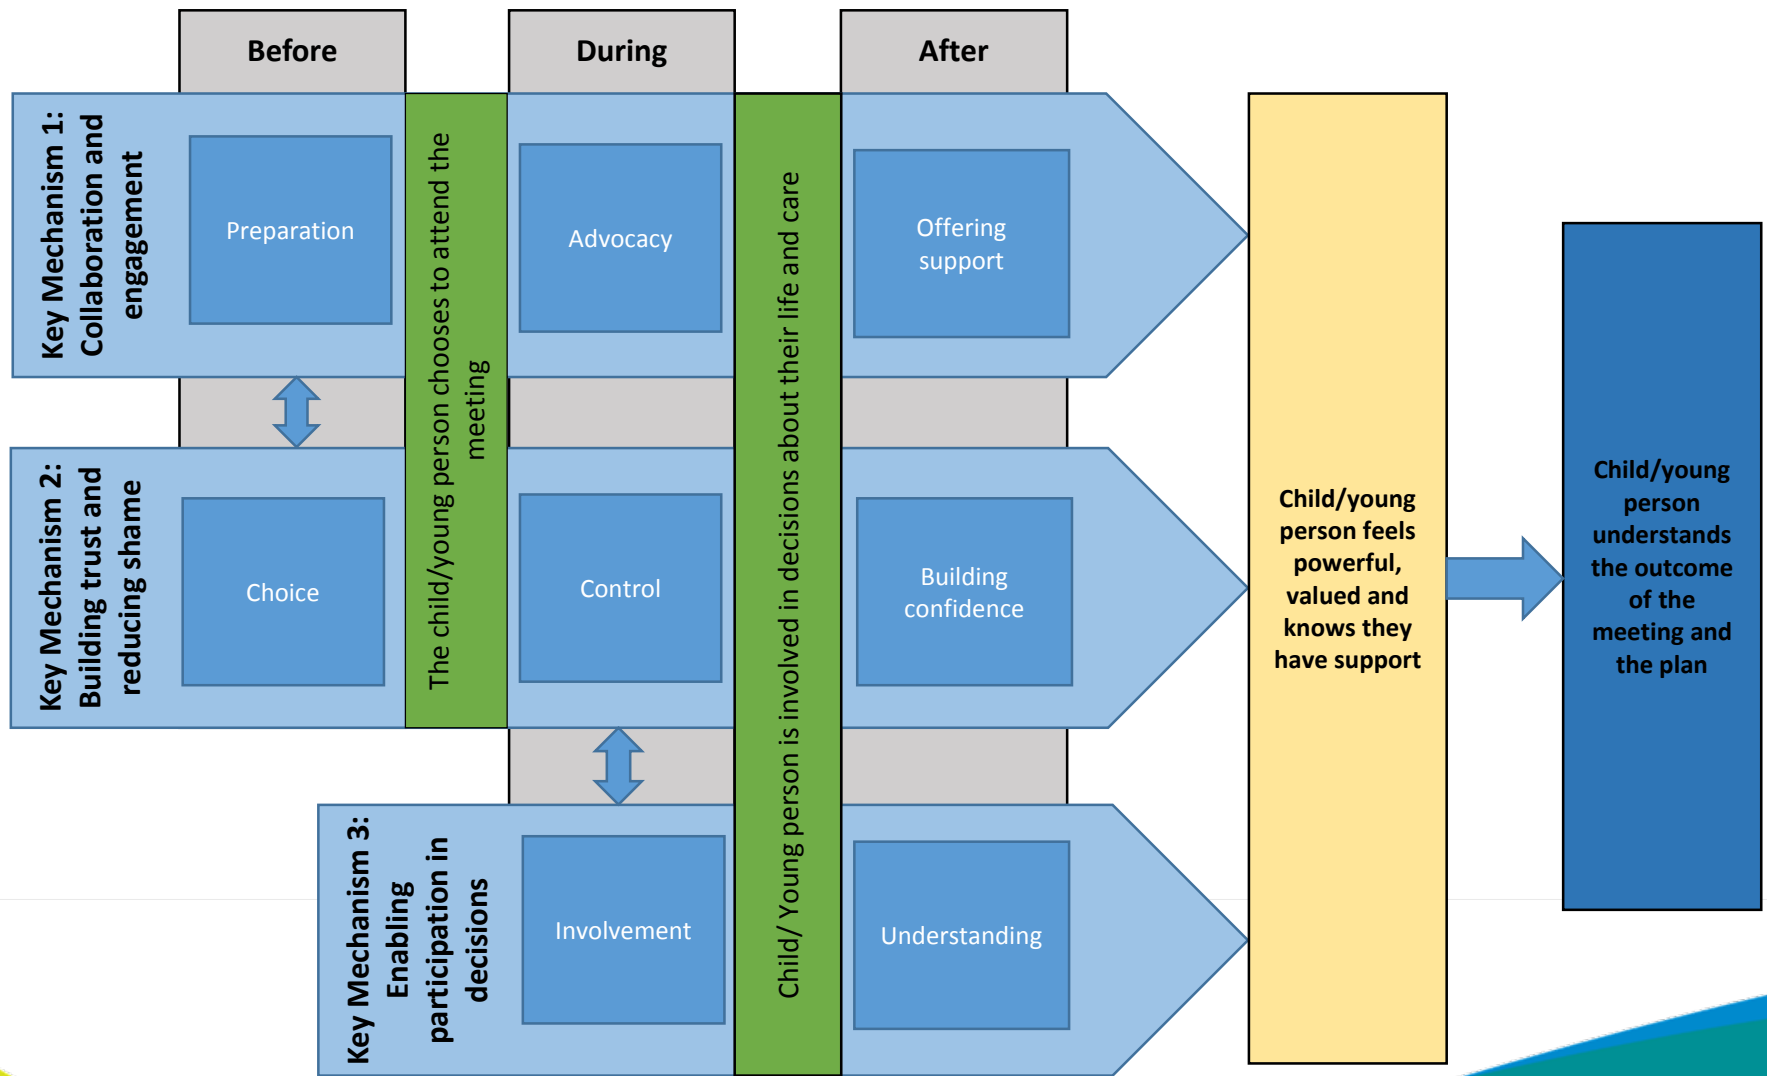 Before
During
After
Key Mechanism 1:
Collaboration and
engagement
Preparation
The child/young person chooses to attend the
meeting
Advocacy
Child/ Young person is involved in decisions about their life and care
Offering
support
Key Mechanism 2:
Building trust and
reducing shame
Choice
Control
Building
confidence
Key Mechanism 3:
Enabling
participation in
decisions
Involvement
Understanding
Child/young
person feels
powerful,
valued and
knows they
have support
Child/young
person
understands
the outcome
of the
meeting and
the plan